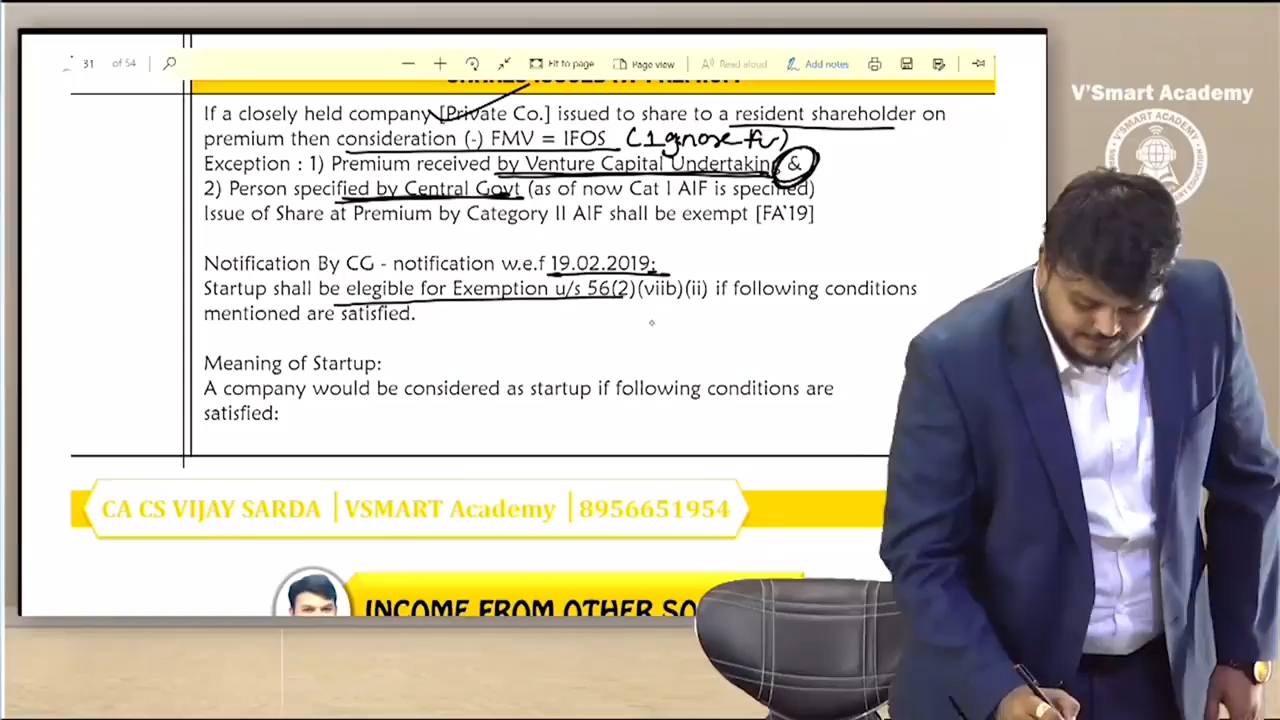 31 of 54
Fit to page
Page view
Read aloud
Add notes
V'Smart Academy
SHARES ISSUED AT PREMIUM
If a closely held company [Private Co.] issued to share to a resident shareholder on
premium then consideration (-) FMV = IFOS (Ignore FV)
Exception : 1) Premium received by Venture Capital Undertaking &
2) Person specified by Central Govt (as of now Cat I AIF is specified)
Issue of Share at Premium by Category II AIF shall be exempt [FA'19]
Notification By CG - notification w.e.f 19.02.2019:
Startup shall be elegible for Exemption u/s 56(2)(viib)(ii) if following conditions
mentioned are satisfied.
Meaning of Startup:
A company would be considered as startup if following conditions are
satisfied:
CA CS VIJAY SARDA | VSMART Academy | 8956651954
INCOME FROM OTHER SO